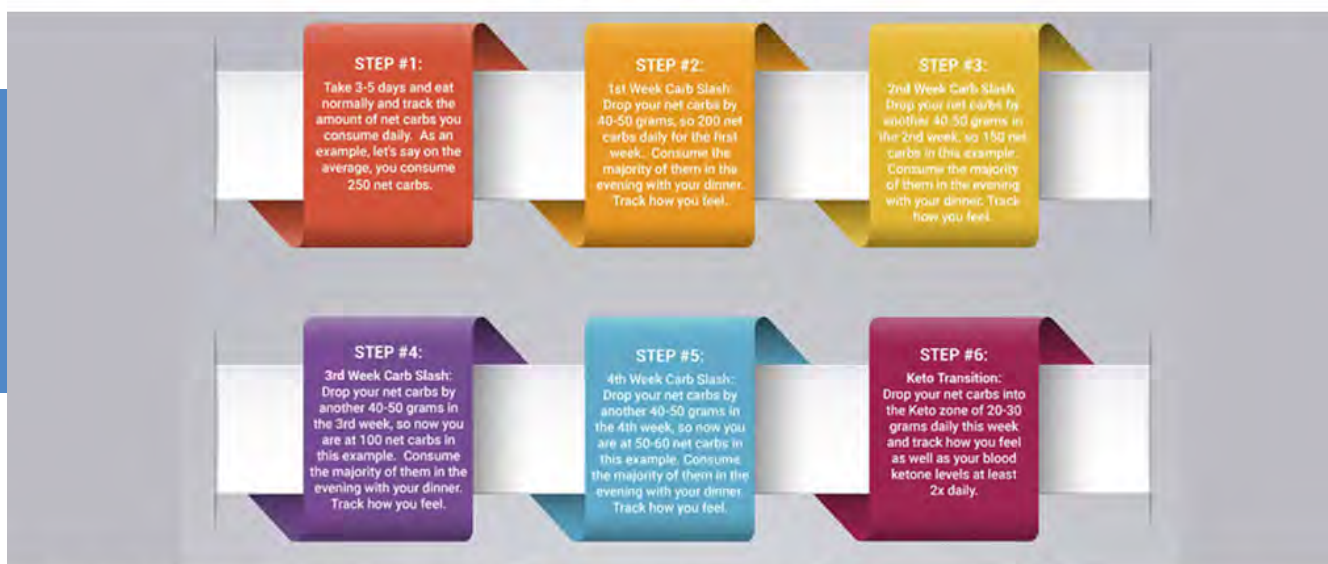 STEP #1:
Take 3-5 days and eat
normally and track the
amount of net carbs you
consume daily. As an
example, let's say on the
average, you consume
250 net carbs.
STEP #2:
1st Week Carb Slash:
Drop your net carbs by
40-50 grams, so 200 net
carbs daily for the first
week. Consume the
majority of them in the
evening with your dinner.
Track how you feel.
STEP #3:
2nd Week Carb Slash:
Drop your net carbs by
another 40-50 grams in
the 2nd week, so 150 net
carbs in this example.
Consume the majority
of them in the evening
with your dinner. Track
how you feel.
STEP #4:
3rd Week Carb Slash:
Drop your net carbs by
another 40-50 grams in
the 3rd week, so now you
are at 100 net carbs in
this example. Consume
the majority of them in the
evening with your dinner.
Track how you feel.
STEP #5:
4th Week Carb Slash:
Drop your net carbs by
another 40-50 grams in
the 4th week, so now you
are at 50-60 net carbs in
this example. Consume
the majority of them in the
evening with your dinner.
Track how you feel.
STEP #6:
Keto Transition:
Drop your net carbs into
the Keto zone of 20-30
grams daily this week
and track how you feel
as well as your blood
ketone levels at least
2x daily.